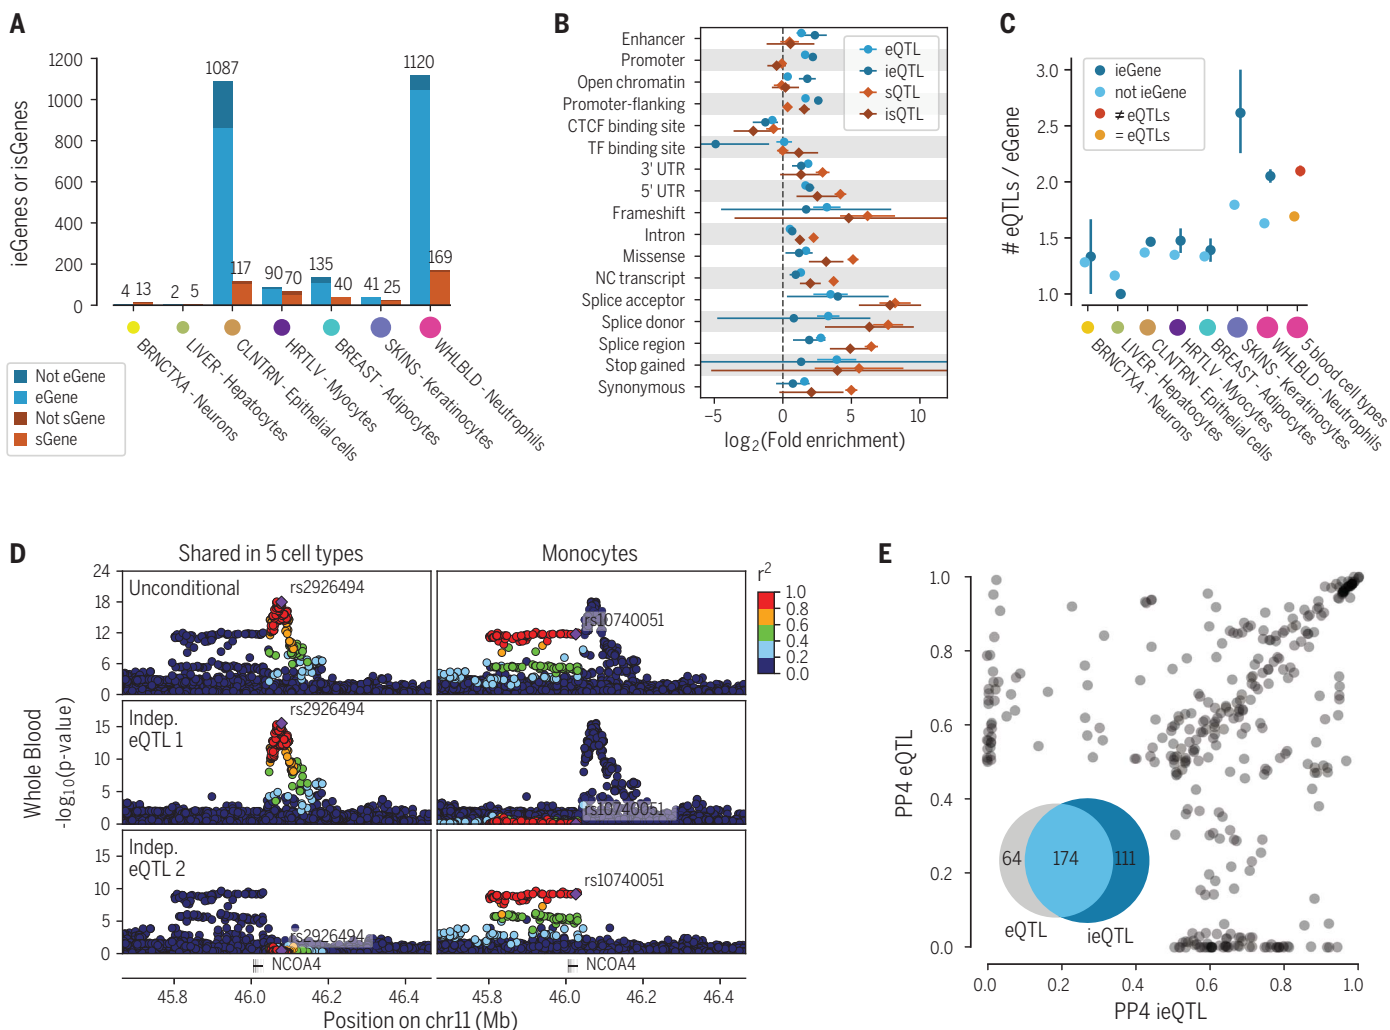 A
ieGenes or isGenes
1200
1000
800
600
400
200
0
4 13
2 5
1087
117
90 70
135
40
41 25
1120
169
BRNCTXA - Neurons
LIVER - Hepatocytes
CLNTRN - Epithelial cells
HRTLV - Myocytes
BREAST - Adipocytes
SKINS - Keratinocytes
WHLBLD - Neutrophils
Not eGene
eGene
Not sGene
sGene
B
Enhancer
Promoter
Open chromatin
Promoter-flanking
CTCF binding site
TF binding site
3' UTR
5' UTR
Frameshift
Intron
Missense
NC transcript
Splice acceptor
Splice donor
Splice region
Stop gained
Synonymous
eQTL
ieQTL
sQTL
isQTL
−5 0 5 10
log2(Fold enrichment)
C
# eQTLs / eGene
3.0
2.5
2.0
1.5
1.0
ieGene
not ieGene
≠ eQTLs
= eQTLs
BRNCTXA - Neurons
LIVER - Hepatocytes
CLNTRN - Epithelial cells
HRTLV - Myocytes
BREAST - Adipocytes
SKINS - Keratinocytes
WHLBLD - Neutrophils
5 blood cell types
D
Shared in 5 cell types
Monocytes
Whole Blood
-log10(p-value)
24
18
12
6
0
Unconditional
rs2926494
rs10740051
r2
1.0
0.8
0.6
0.4
0.2
0.0
15
10
5
0
Indep.
eQTL 1
rs2926494
rs10740051
15
10
5
0
Indep.
eQTL 2
rs2926494
rs10740051
NCOA4
NCOA4
45.8 46.0 46.2 46.4
45.8 46.0 46.2 46.4
Position on chr11 (Mb)
E
PP4 eQTL
1.0
0.8
0.6
0.4
0.2
0.0
64 174 111
eQTL
ieQTL
0.0 0.2 0.4 0.6 0.8 1.0
PP4 ieQTL